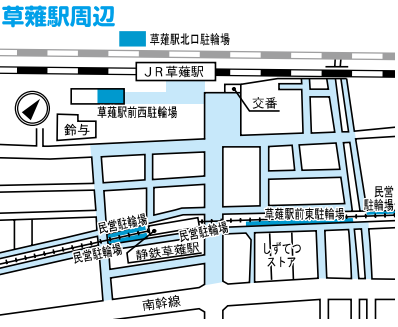 草薙駅周辺
草薙駅北口駐輪場
JR草薙駅
草薙駅前西駐輪場
交番
鈴与
民営
駐輪場
民営駐輪場
草薙駅前東駐輪場
民営駐輪場
民営駐輪場
静鉄草薙駅
しずてつ
ストア
南幹線